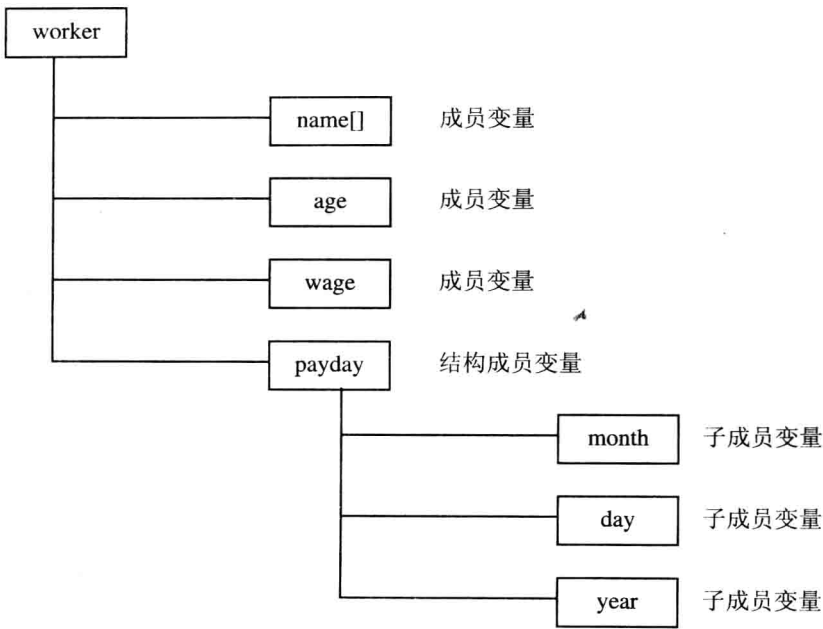 worker
name[] 成员变量
age 成员变量
wage 成员变量
payday 结构成员变量
month 子成员变量
day 子成员变量
year 子成员变量